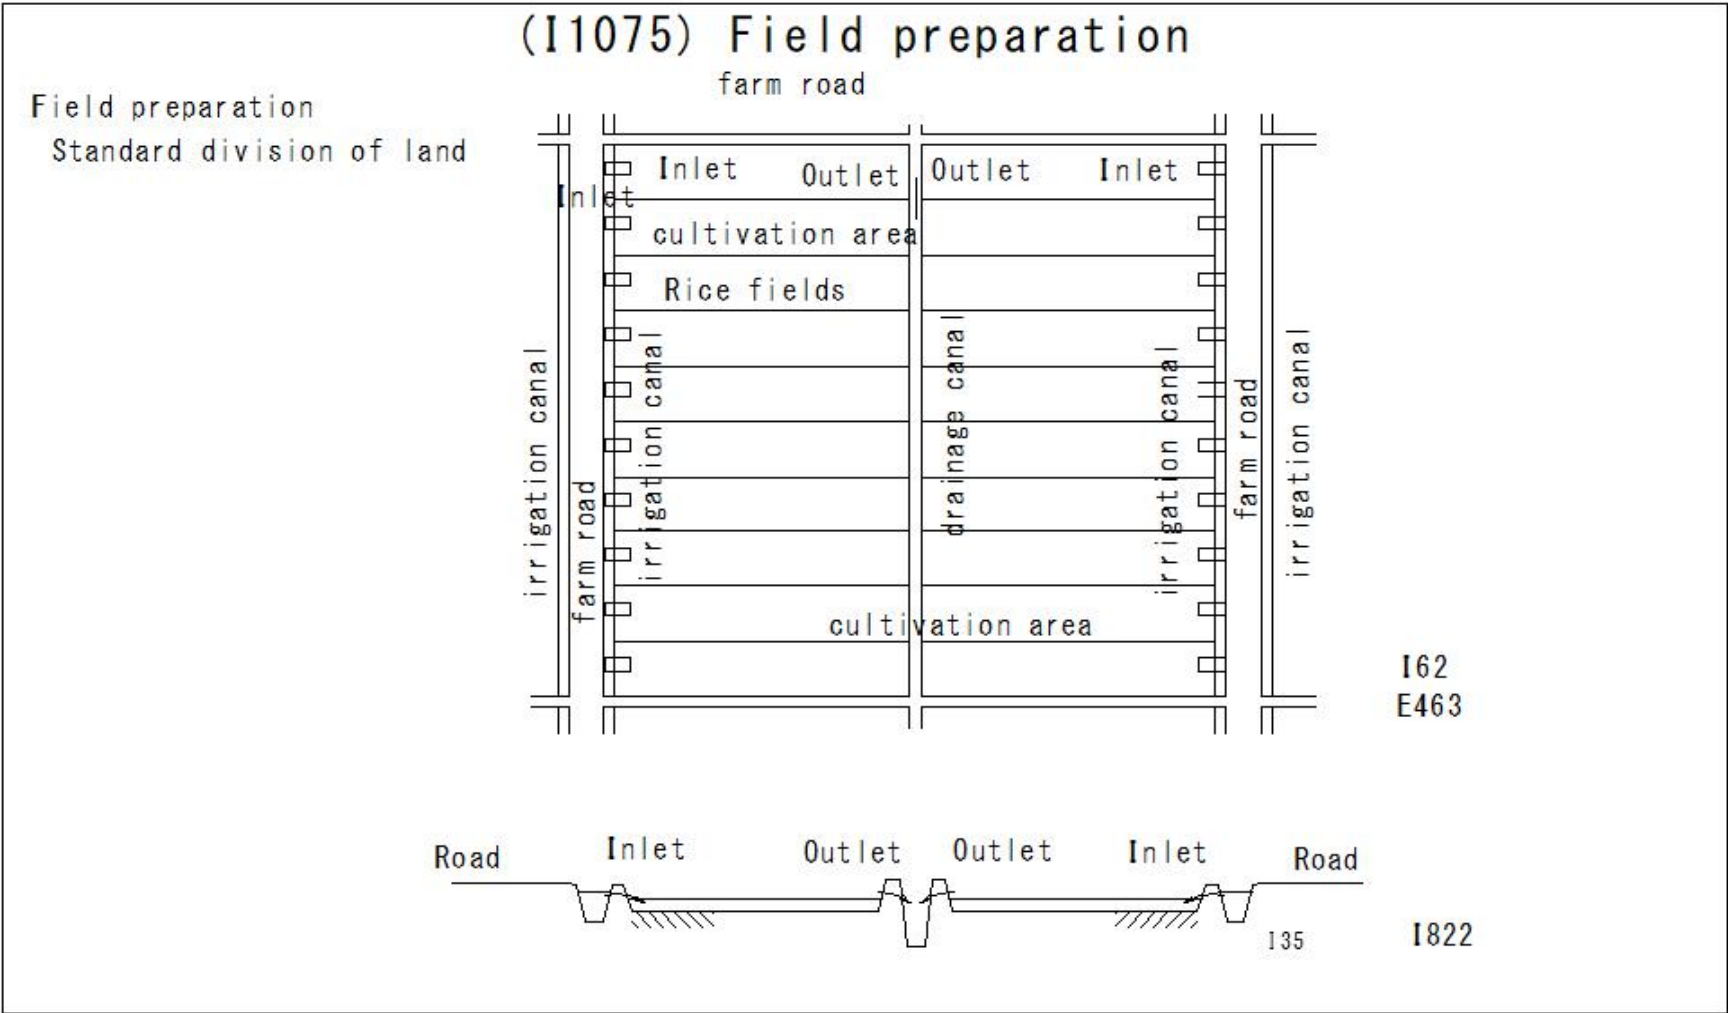 (I1075) Field preparation
farm road
Field preparation
Standard division of land
Inlet
Outlet
Outlet
Inlet
Inlet
cultivation area
Rice fields
irrigation canal
farm road
irrigation canal
drainage canal
irrigation canal
farm road
irrigation canal
cultivation area
I62
E463
Road
Inlet
Outlet
Outlet
Inlet
Road
I35
I822